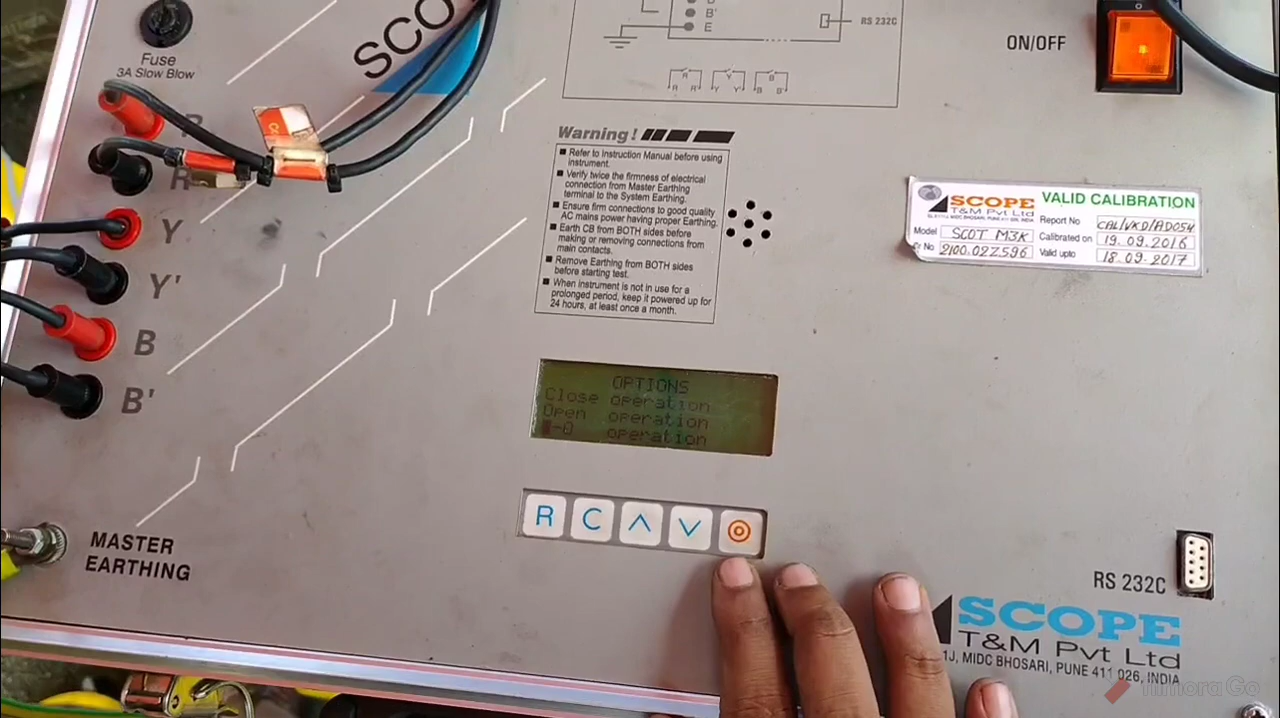 SCO
Fuse
3A Slow Blow
R
R
Y
Y'
B
B'
MASTER
EARTHING
B'
E
RS 232C
R Y B
R R' Y Y' B B'
ON/OFF
Warning!
Refer to Instruction Manual before using
instrument.
Verify twice the firmness of electrical
connection from Master Earthing
terminal to the System Earthing.
Ensure firm connections to good quality
AC mains power having proper Earthing.
Earth CB from BOTH sides before
making or removing connections from
main contacts.
Remove Earthing from BOTH sides
before starting test.
When instrument is not in use for a
prolonged period, keep it powered up for
24 hours, at least once a month.
SCOPE
T&M Pvt Ltd
VALID CALIBRATION
Report No CAL/VKD/AD054
Model SCOT M3K Calibrated on 19.09.2016
Sr No 2100.02Z596 Valid upto 18.09.2017
OPTIONS
Close operation
Open operation
-O operation
R C
RS 232C
SCOPE
T&M Pvt Ltd
1J, MIDC BHOSARI, PUNE 411 026, INDIA
filmora Go